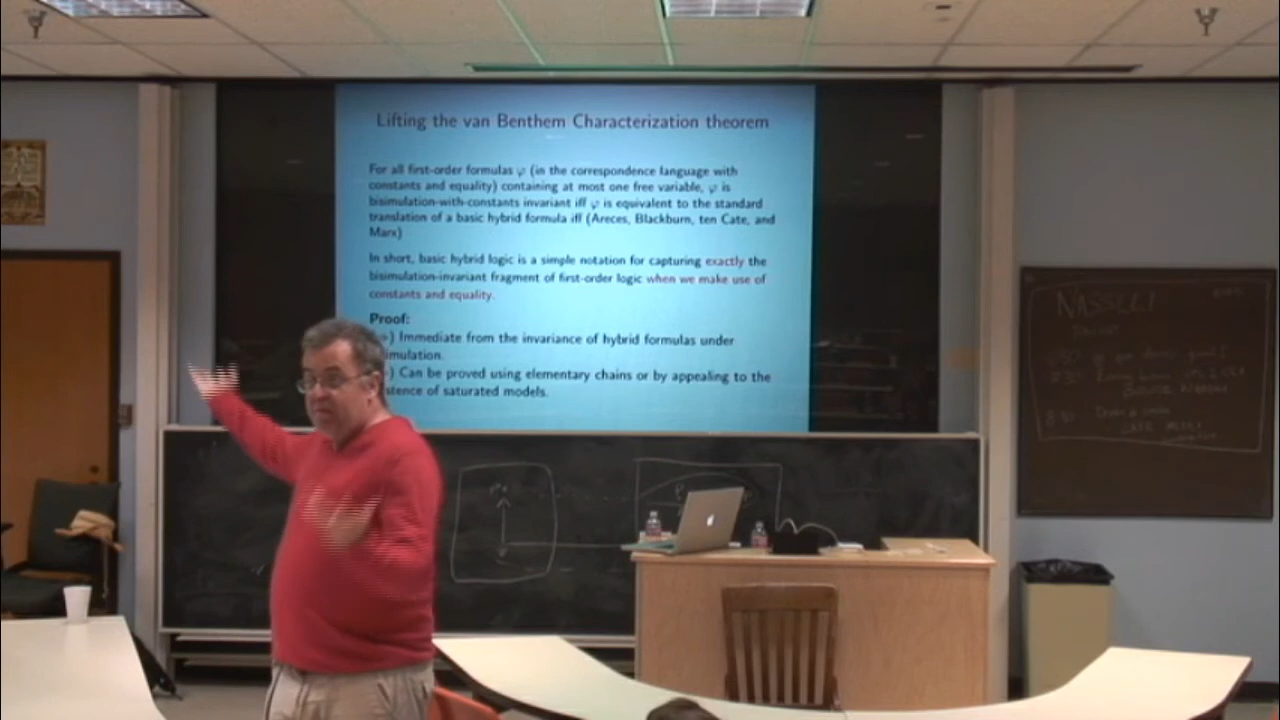 Lifting the van Benthem Characterization theorem
For all first-order formulas φ (in the correspondence language with
constants and equality) containing at most one free variable, φ is
bisimulation-with-constants invariant iff φ is equivalent to the standard
translation of a basic hybrid formula iff (Areces, Blackburn, ten Cate, and
Marx)
In short, basic hybrid logic is a simple notation for capturing exactly the
bisimulation-invariant fragment of first-order logic when we make use of
constants and equality.
Proof:
) Immediate from the invariance of hybrid formulas under
imulation.
) Can be proved using elementary chains or by appealing to the
stence of saturated models.
NASSLLI